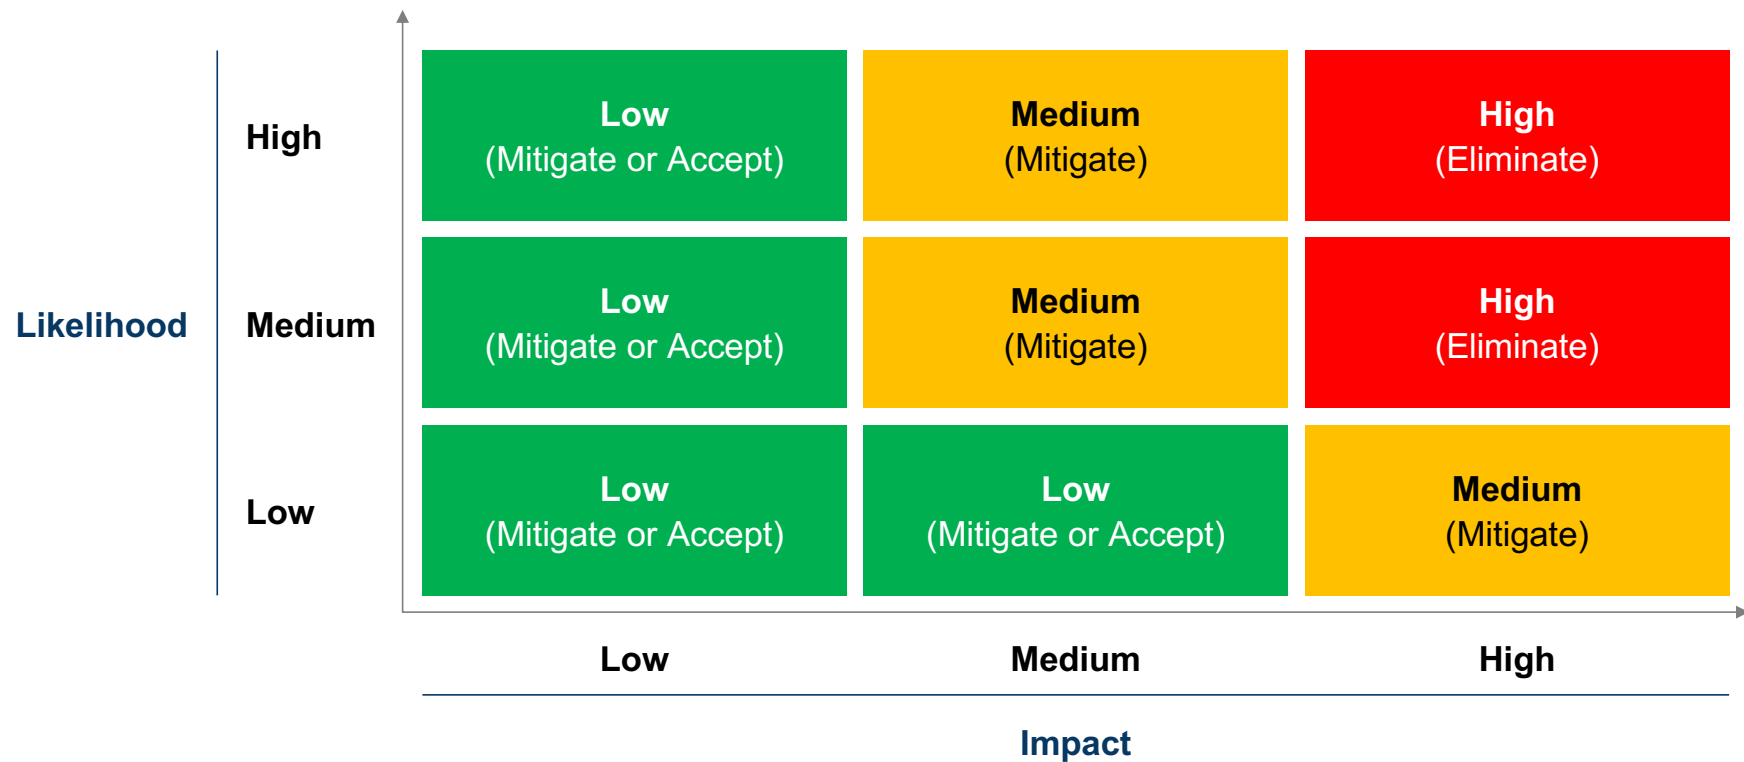 High
Low
(Mitigate or Accept)
Medium
(Mitigate)
High
(Eliminate)
Likelihood
Medium
Low
(Mitigate or Accept)
Medium
(Mitigate)
High
(Eliminate)
Low
Low
(Mitigate or Accept)
Low
(Mitigate or Accept)
Medium
(Mitigate)
Low
Medium
High
Impact